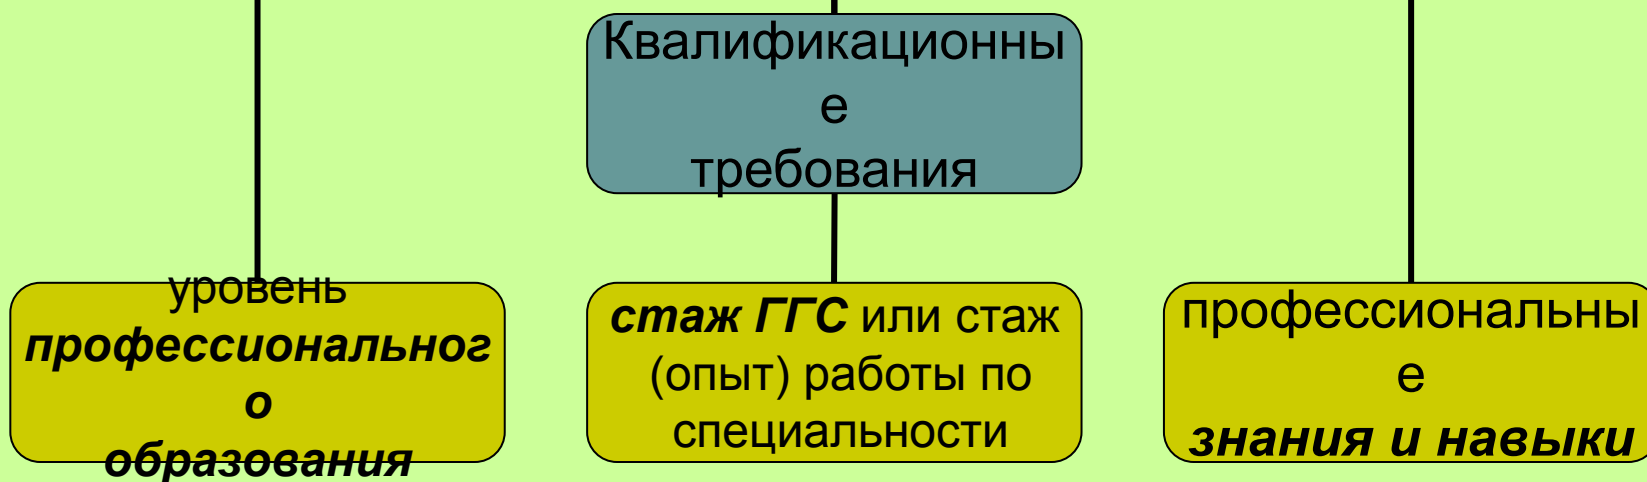 Квалификационны
е
требования
уровень
профессиональног
о
образования
стаж ГГС или стаж
(опыт) работы по
специальности
профессиональны
е
знания и навыки